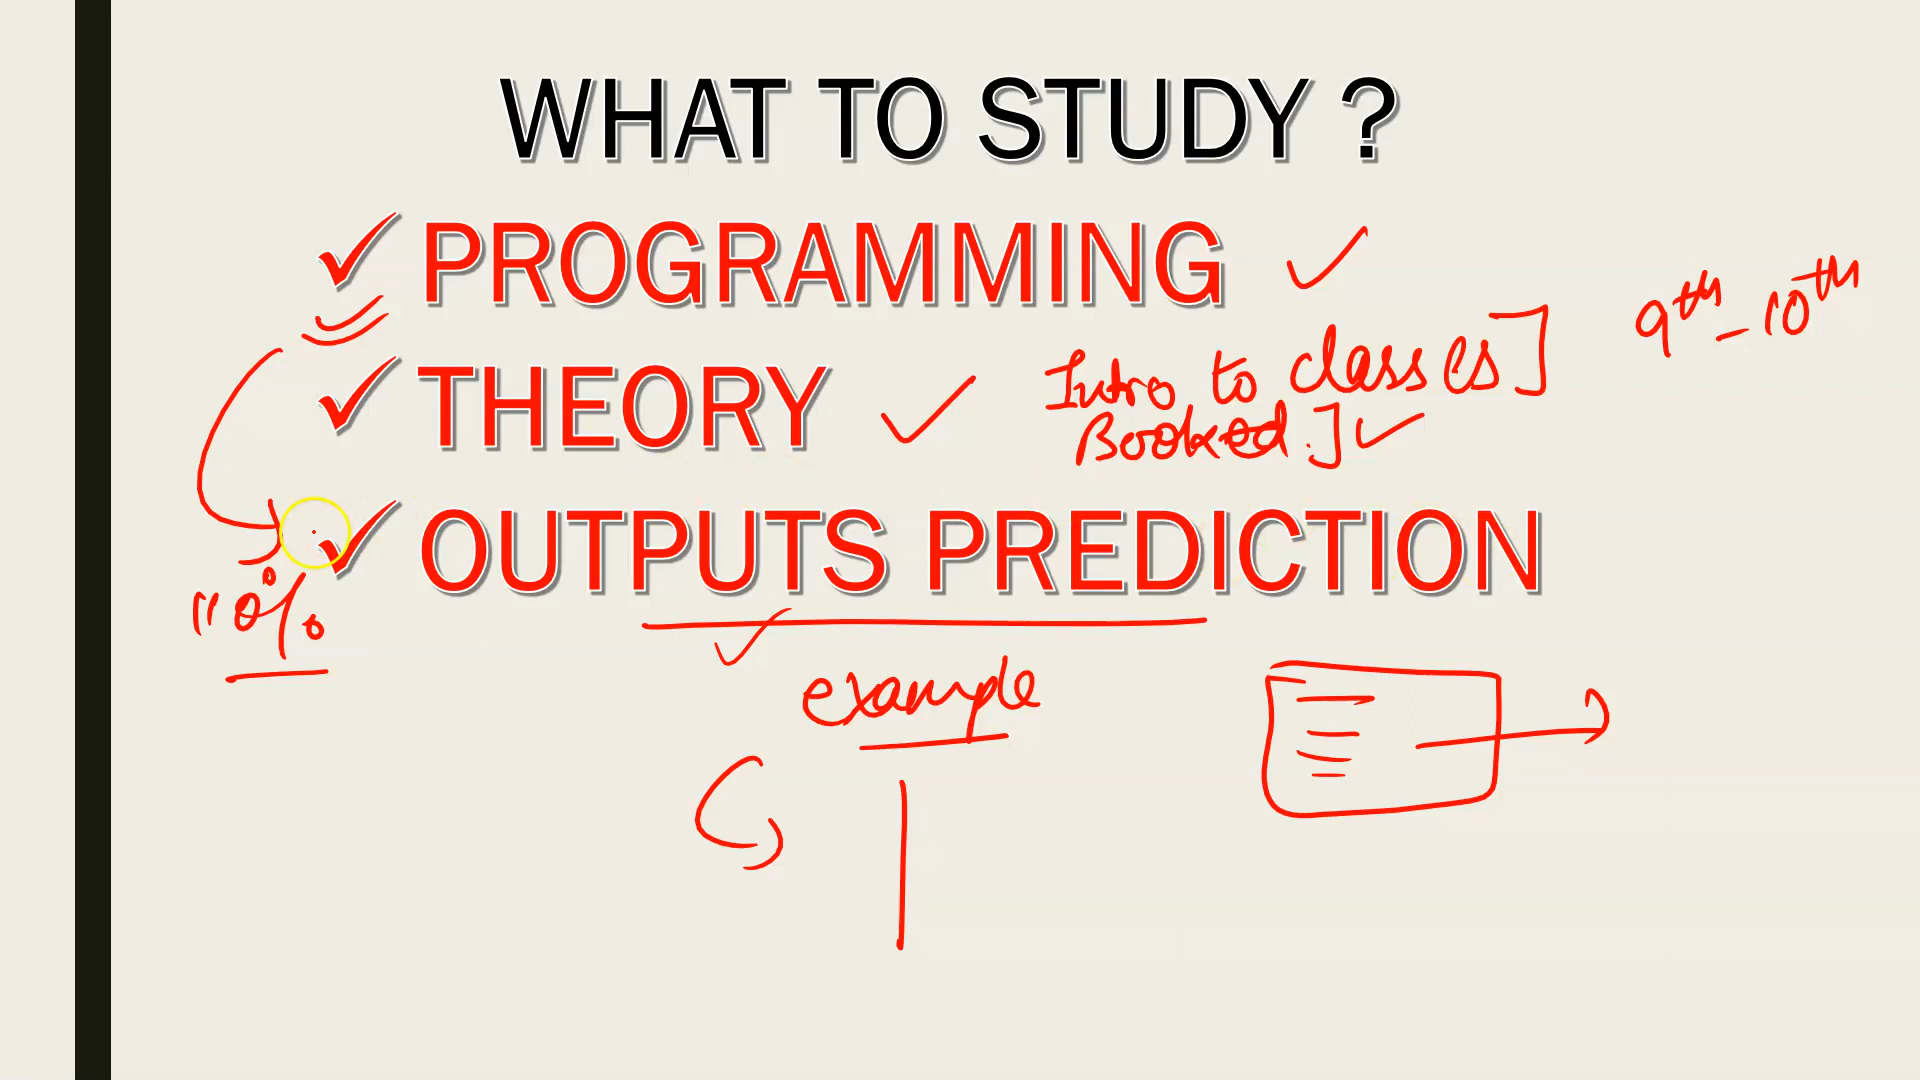 WHAT TO STUDY ?
PROGRAMMING
9th - 10th
THEORY
Intro to classes]
Booked.]
OUTPUTS PREDICTION
110%
example